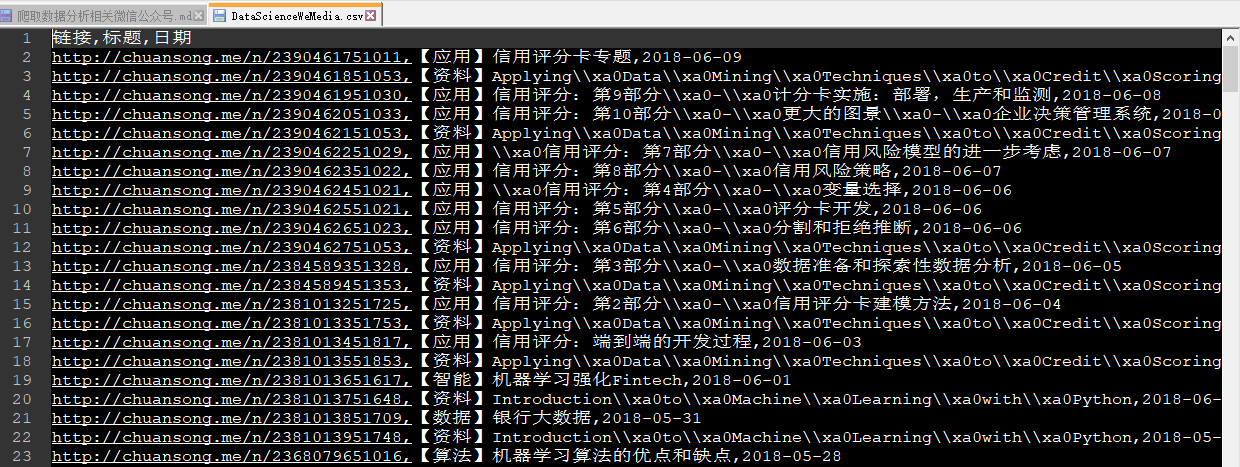 爬取数据分析相关微信公众号.md DataScienceWeMedia.csv
1 链接,标题,日期
2 http://chuansong.me/n/2390461751011,【应用】信用评分卡专题,2018-06-09
3 http://chuansong.me/n/2390461851053,【资料】Applying\\xa0Data\\xa0Mining\\xa0Techniques\\xa0to\\xa0Credit\\xa0Scoring
4 http://chuansong.me/n/2390461951030,【应用】信用评分：第9部分\\xa0-\\xa0计分卡实施：部署，生产和监测,2018-06-08
5 http://chuansong.me/n/2390462051033,【应用】信用评分：第10部分\\xa0-\\xa0更大的图景\\xa0-\\xa0企业决策管理系统,2018-0
6 http://chuansong.me/n/2390462151053,【资料】Applying\\xa0Data\\xa0Mining\\xa0Techniques\\xa0to\\xa0Credit\\xa0Scoring
7 http://chuansong.me/n/2390462251029,【应用】\\xa0信用评分：第7部分\\xa0-\\xa0信用风险模型的进一步考虑,2018-06-07
8 http://chuansong.me/n/2390462351022,【应用】信用评分：第8部分\\xa0-\\xa0信用风险策略,2018-06-07
9 http://chuansong.me/n/2390462451021,【应用】\\xa0信用评分：第4部分\\xa0-\\xa0变量选择,2018-06-06
10 http://chuansong.me/n/2390462551021,【应用】信用评分：第5部分\\xa0-\\xa0评分卡开发,2018-06-06
11 http://chuansong.me/n/2390462651023,【应用】信用评分：第6部分\\xa0-\\xa0分割和拒绝推断,2018-06-06
12 http://chuansong.me/n/2390462751053,【资料】Applying\\xa0Data\\xa0Mining\\xa0Techniques\\xa0to\\xa0Credit\\xa0Scoring
13 http://chuansong.me/n/2384589351328,【应用】信用评分：第3部分\\xa0-\\xa0数据准备和探索性数据分析,2018-06-05
14 http://chuansong.me/n/2384589451353,【资料】Applying\\xa0Data\\xa0Mining\\xa0Techniques\\xa0to\\xa0Credit\\xa0Scoring
15 http://chuansong.me/n/2381013251725,【应用】信用评分：第2部分\\xa0-\\xa0信用评分卡建模方法,2018-06-04
16 http://chuansong.me/n/2381013351753,【资料】Applying\\xa0Data\\xa0Mining\\xa0Techniques\\xa0to\\xa0Credit\\xa0Scoring
17 http://chuansong.me/n/2381013451817,【应用】信用评分：端到端的开发过程,2018-06-03
18 http://chuansong.me/n/2381013551853,【资料】Applying\\xa0Data\\xa0Mining\\xa0Techniques\\xa0to\\xa0Credit\\xa0Scoring
19 http://chuansong.me/n/2381013651617,【智能】机器学习强化Fintech,2018-06-01
20 http://chuansong.me/n/2381013751648,【资料】Introduction\\xa0to\\xa0Machine\\xa0Learning\\xa0with\\xa0Python,2018-06-
21 http://chuansong.me/n/2381013851709,【数据】银行大数据,2018-05-31
22 http://chuansong.me/n/2381013951748,【资料】Introduction\\xa0to\\xa0Machine\\xa0Learning\\xa0with\\xa0Python,2018-05-
23 http://chuansong.me/n/2368079651016,【算法】机器学习算法的优点和缺点,2018-05-28